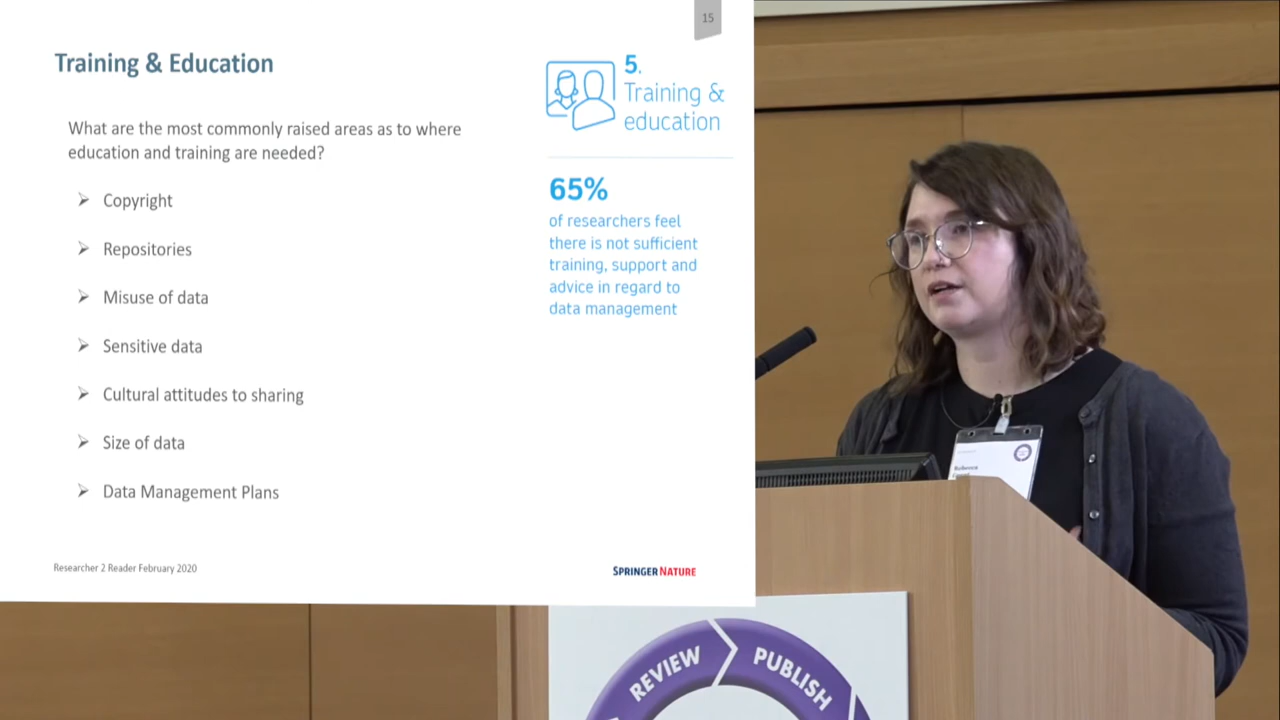 15
Training & Education
What are the most commonly raised areas as to where
education and training are needed?
Copyright
Repositories
Misuse of data
Sensitive data
Cultural attitudes to sharing
Size of data
Data Management Plans
5.
Training &
education
65%
of researchers feel
there is not sufficient
training, support and
advice in regard to
data management
Researcher 2 Reader February 2020
SPRINGER NATURE
Rebecca
REVIEW
PUBLISH